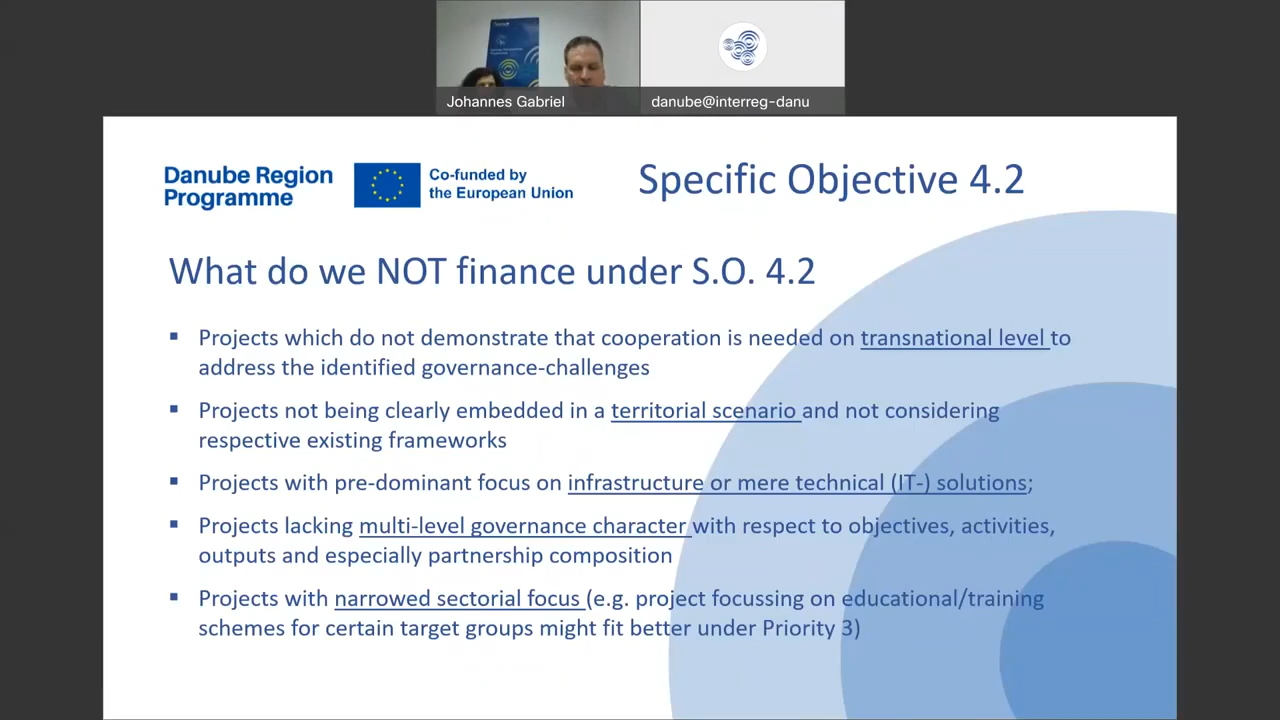 Johannes Gabriel
danube@interreg-danu
Danube Region
Programme
Co-funded by
the European Union
Specific Objective 4.2
What do we NOT finance under S.O. 4.2
▪ Projects which do not demonstrate that cooperation is needed on transnational level to
address the identified governance-challenges
▪ Projects not being clearly embedded in a territorial scenario and not considering
respective existing frameworks
▪ Projects with pre-dominant focus on infrastructure or mere technical (IT-) solutions;
▪ Projects lacking multi-level governance character with respect to objectives, activities,
outputs and especially partnership composition
▪ Projects with narrowed sectorial focus (e.g. project focussing on educational/training
schemes for certain target groups might fit better under Priority 3)